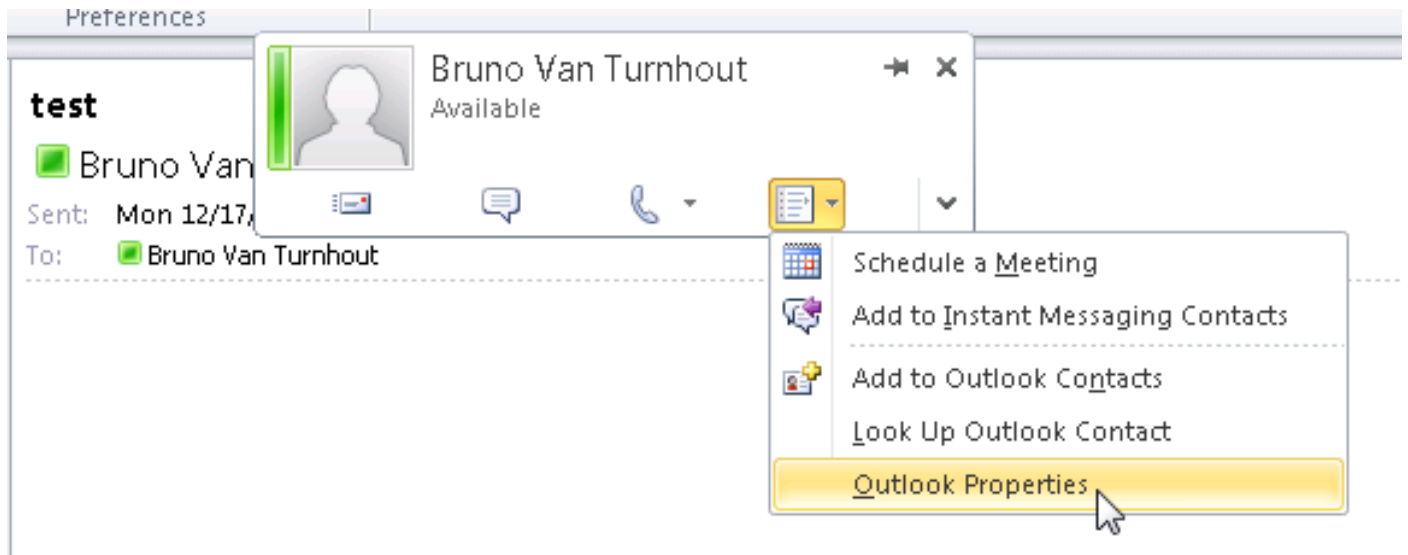 Preferences
Bruno Van Turnhout
Available
test
Bruno Van
Sent: Mon 12/17/
To: Bruno Van Turnhout
Schedule a Meeting
Add to Instant Messaging Contacts
Add to Outlook Contacts
Look Up Outlook Contact
Outlook Properties